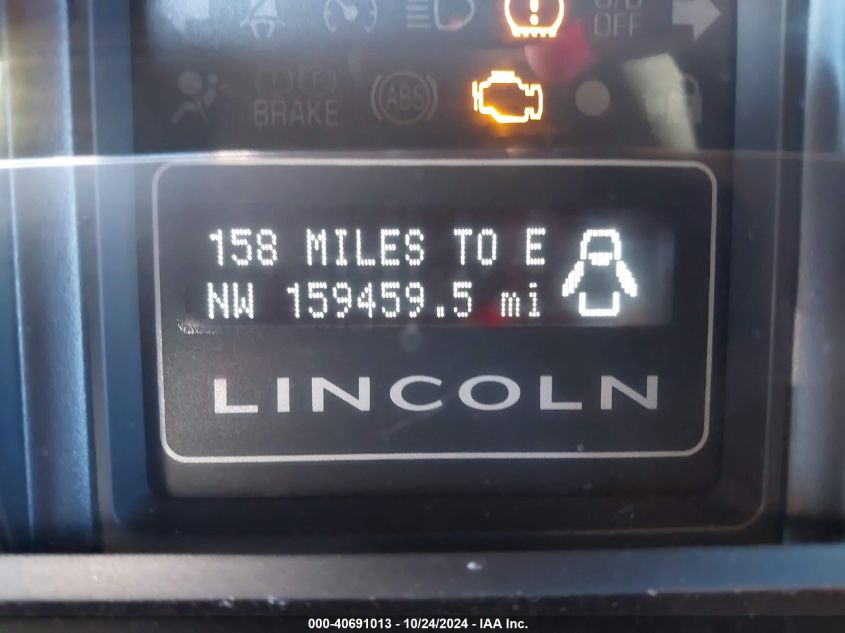 O/D
OFF
BRAKE
ABS
158 MILES TO E
NW 159459.5 mi
LINCOLN
000-40691013 - 10/24/2024 - IAA Inc.